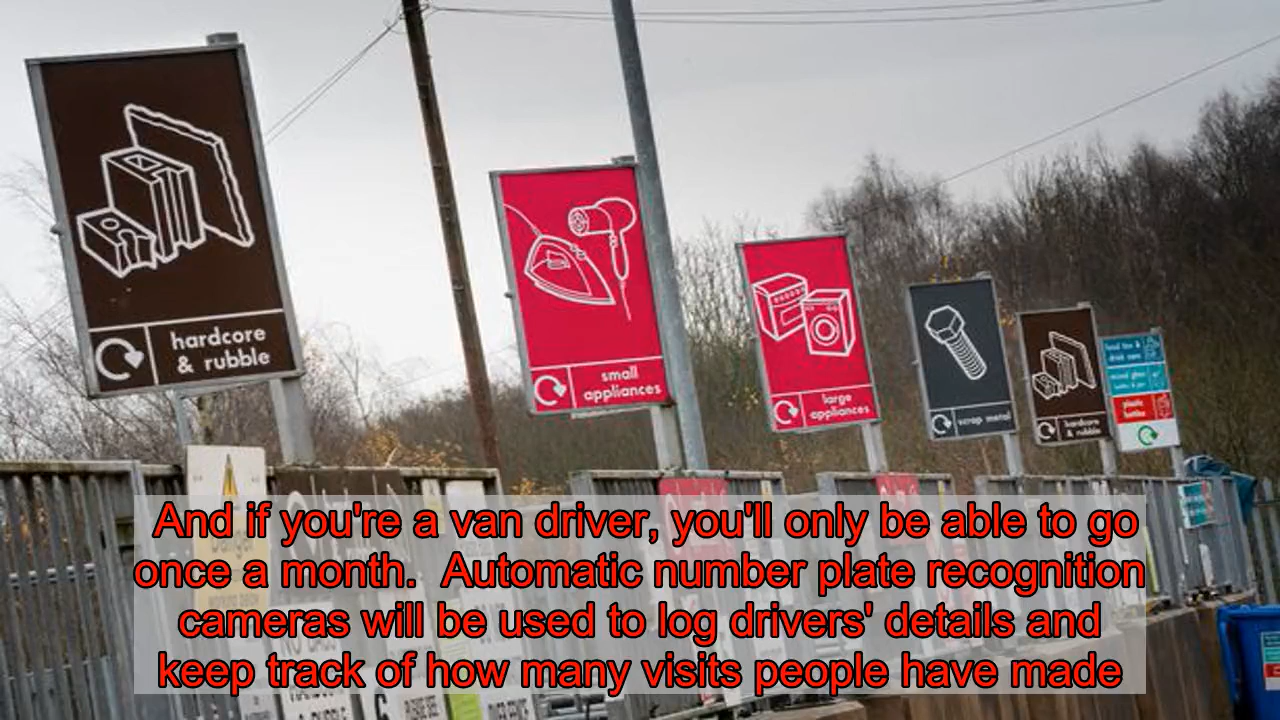 hardcore
& rubble
small
appliances
large
appliances
scrap metal
hardcore
& rubble
plastic
bottles
And if you're a van driver, you'll only be able to go
once a month. Automatic number plate recognition
cameras will be used to log drivers' details and
keep track of how many visits people have made